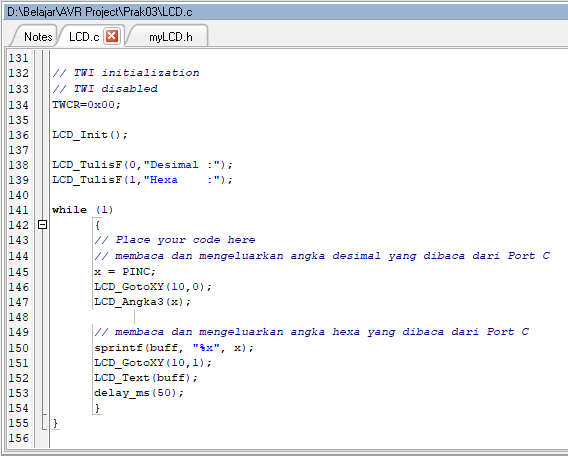 D:\Belajar\AVR Project\Prak03\LCD.c
Notes LCD.c myLCD.h
131
132 // TWI initialization
133 // TWI disabled
134 TWCR=0x00;
135
136 LCD_Init();
137
138 LCD_TulisF(0,"Desimal :");
139 LCD_TulisF(1,"Hexa    :");
140
141 while (1)
142 {
143 // Place your code here
144 // membaca dan mengeluarkan angka desimal yang dibaca dari Port C
145 x = PINC;
146 LCD_GotoXY(10,0);
147 LCD_Angka3(x);
148
149 // membaca dan mengeluarkan angka hexa yang dibaca dari Port C
150 sprintf(buff, "%x", x);
151 LCD_GotoXY(10,1);
152 LCD_Text(buff);
153 delay_ms(50);
154 }
155 }
156